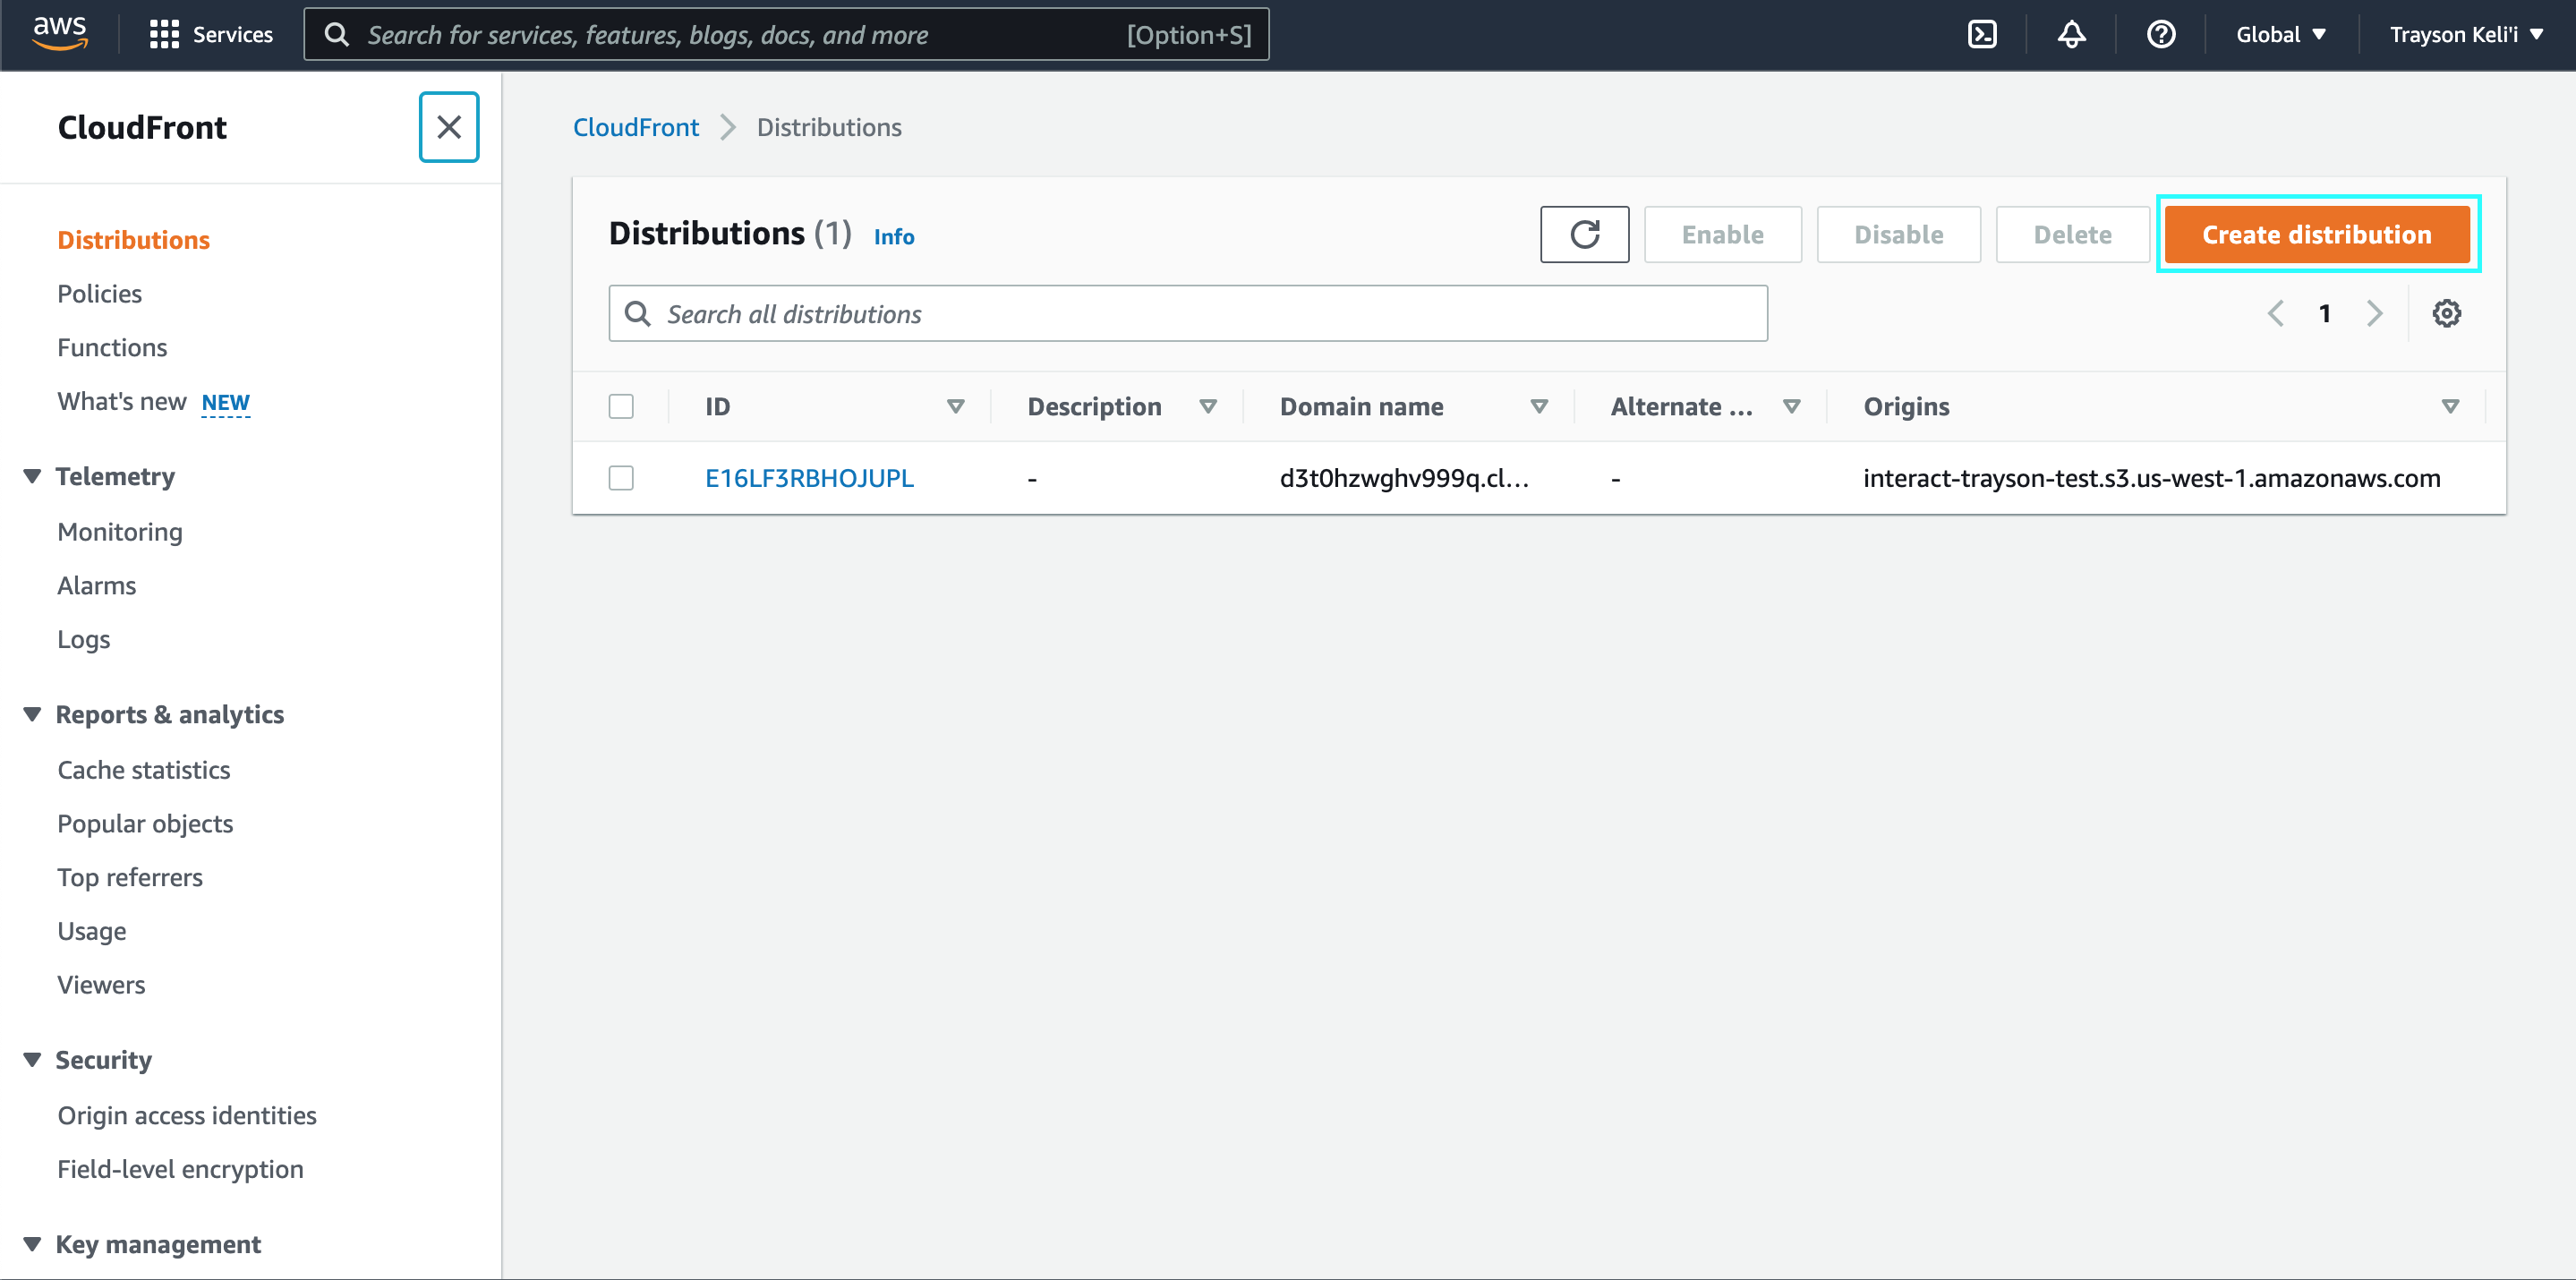 aws Services Search for services, features, blogs, docs, and more [Option+S] Global Trayson Keli'i
CloudFront
Distributions
Policies
Functions
What's new NEW
Telemetry
Monitoring
Alarms
Logs
Reports & analytics
Cache statistics
Popular objects
Top referrers
Usage
Viewers
Security
Origin access identities
Field-level encryption
Key management
CloudFront Distributions
Distributions (1) Info Enable Disable Delete Create distribution
Search all distributions 1
ID Description Domain name Alternate ... Origins
E16LF3RBHOJUPL - d3t0hzwghv999q.cl... - interact-trayson-test.s3.us-west-1.amazonaws.com